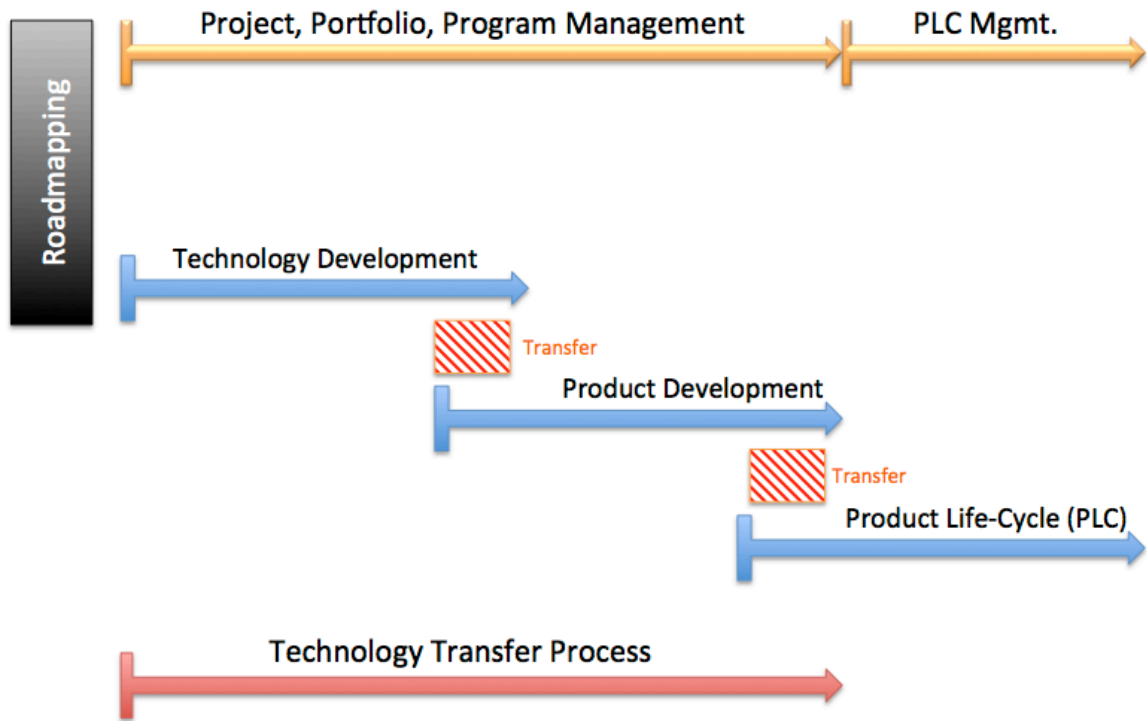 Project, Portfolio, Program Management
PLC Mgmt.
Roadmapping
Technology Development
Transfer
Product Development
Transfer
Product Life-Cycle (PLC)
Technology Transfer Process